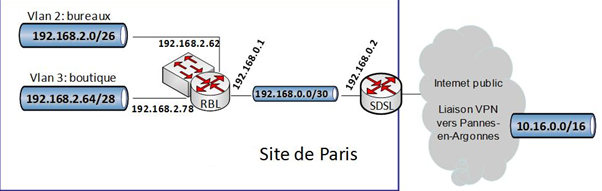 Vlan 2: bureaux
192.168.2.0/26
192.168.2.62
Vlan 3: boutique
192.168.2.64/28
192.168.2.78
RBL
192.168.0.1
192.168.0.0/30
192.168.0.2
SDSL
Site de Paris
Internet public
Liaison VPN
vers Pannes-
en-Argonnes
10.16.0.0/16